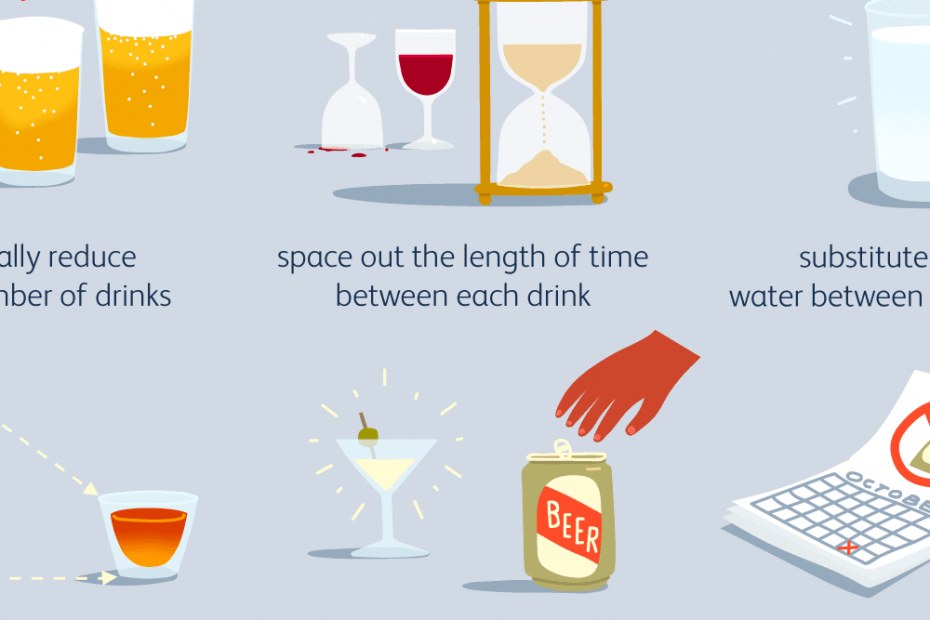 ally reduce
mber of drinks
space out the length of time
between each drink
substitute
water between
BEER
OCTOBE